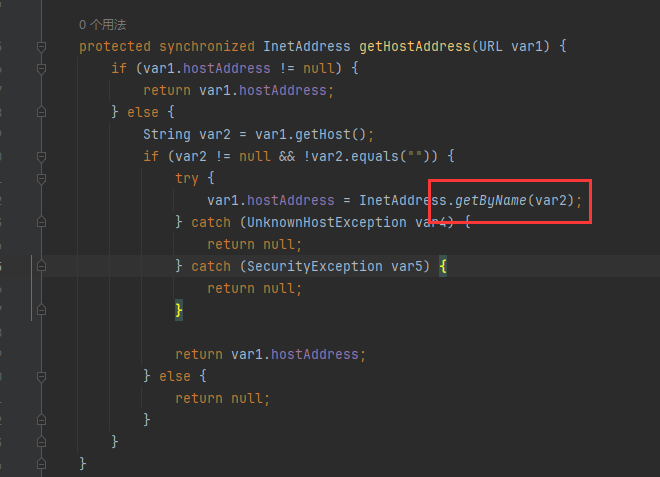 0 个用法
protected synchronized InetAddress getHostAddress(URL var1) {
if (var1.hostAddress != null) {
return var1.hostAddress;
} else {
String var2 = var1.getHost();
if (var2 != null && !var2.equals("")) {
try {
var1.hostAddress = InetAddress.getByName(var2);
} catch (UnknownHostException var4) {
return null;
} catch (SecurityException var5) {
return null;
}
return var1.hostAddress;
} else {
return null;
}
}
}